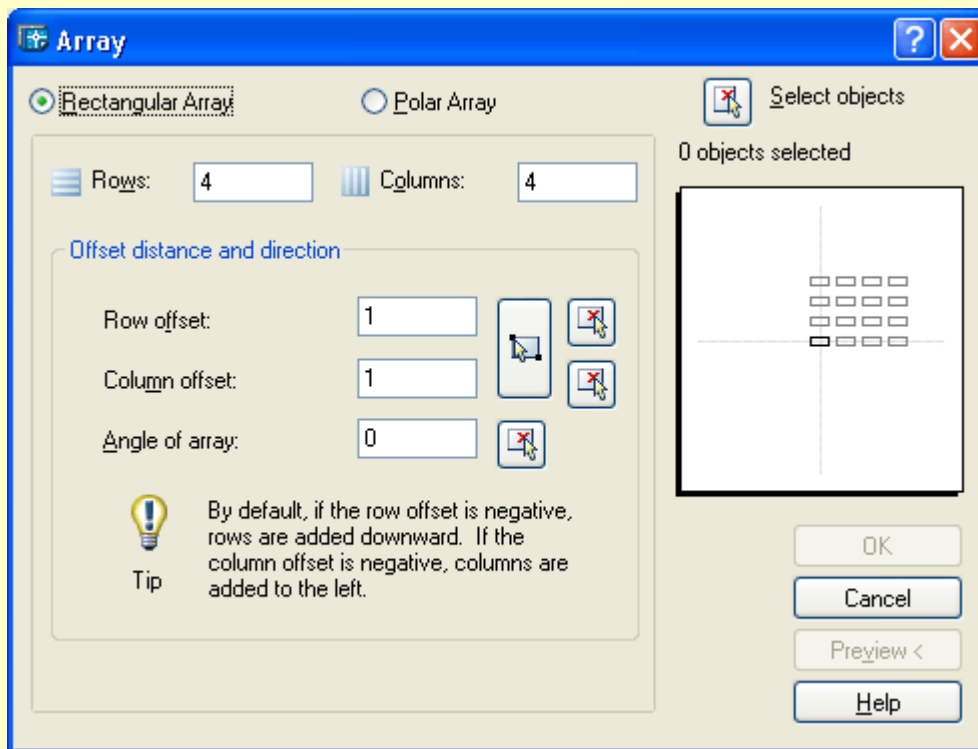 Array
Rectangular Array
Polar Array
Select objects
0 objects selected
Rows:
4
Columns:
4
Offset distance and direction
Row offset:
1
Column offset:
1
Angle of array:
0
Tip
By default, if the row offset is negative,
rows are added downward. If the
column offset is negative, columns are
added to the left.
OK
Cancel
Preview <
Help